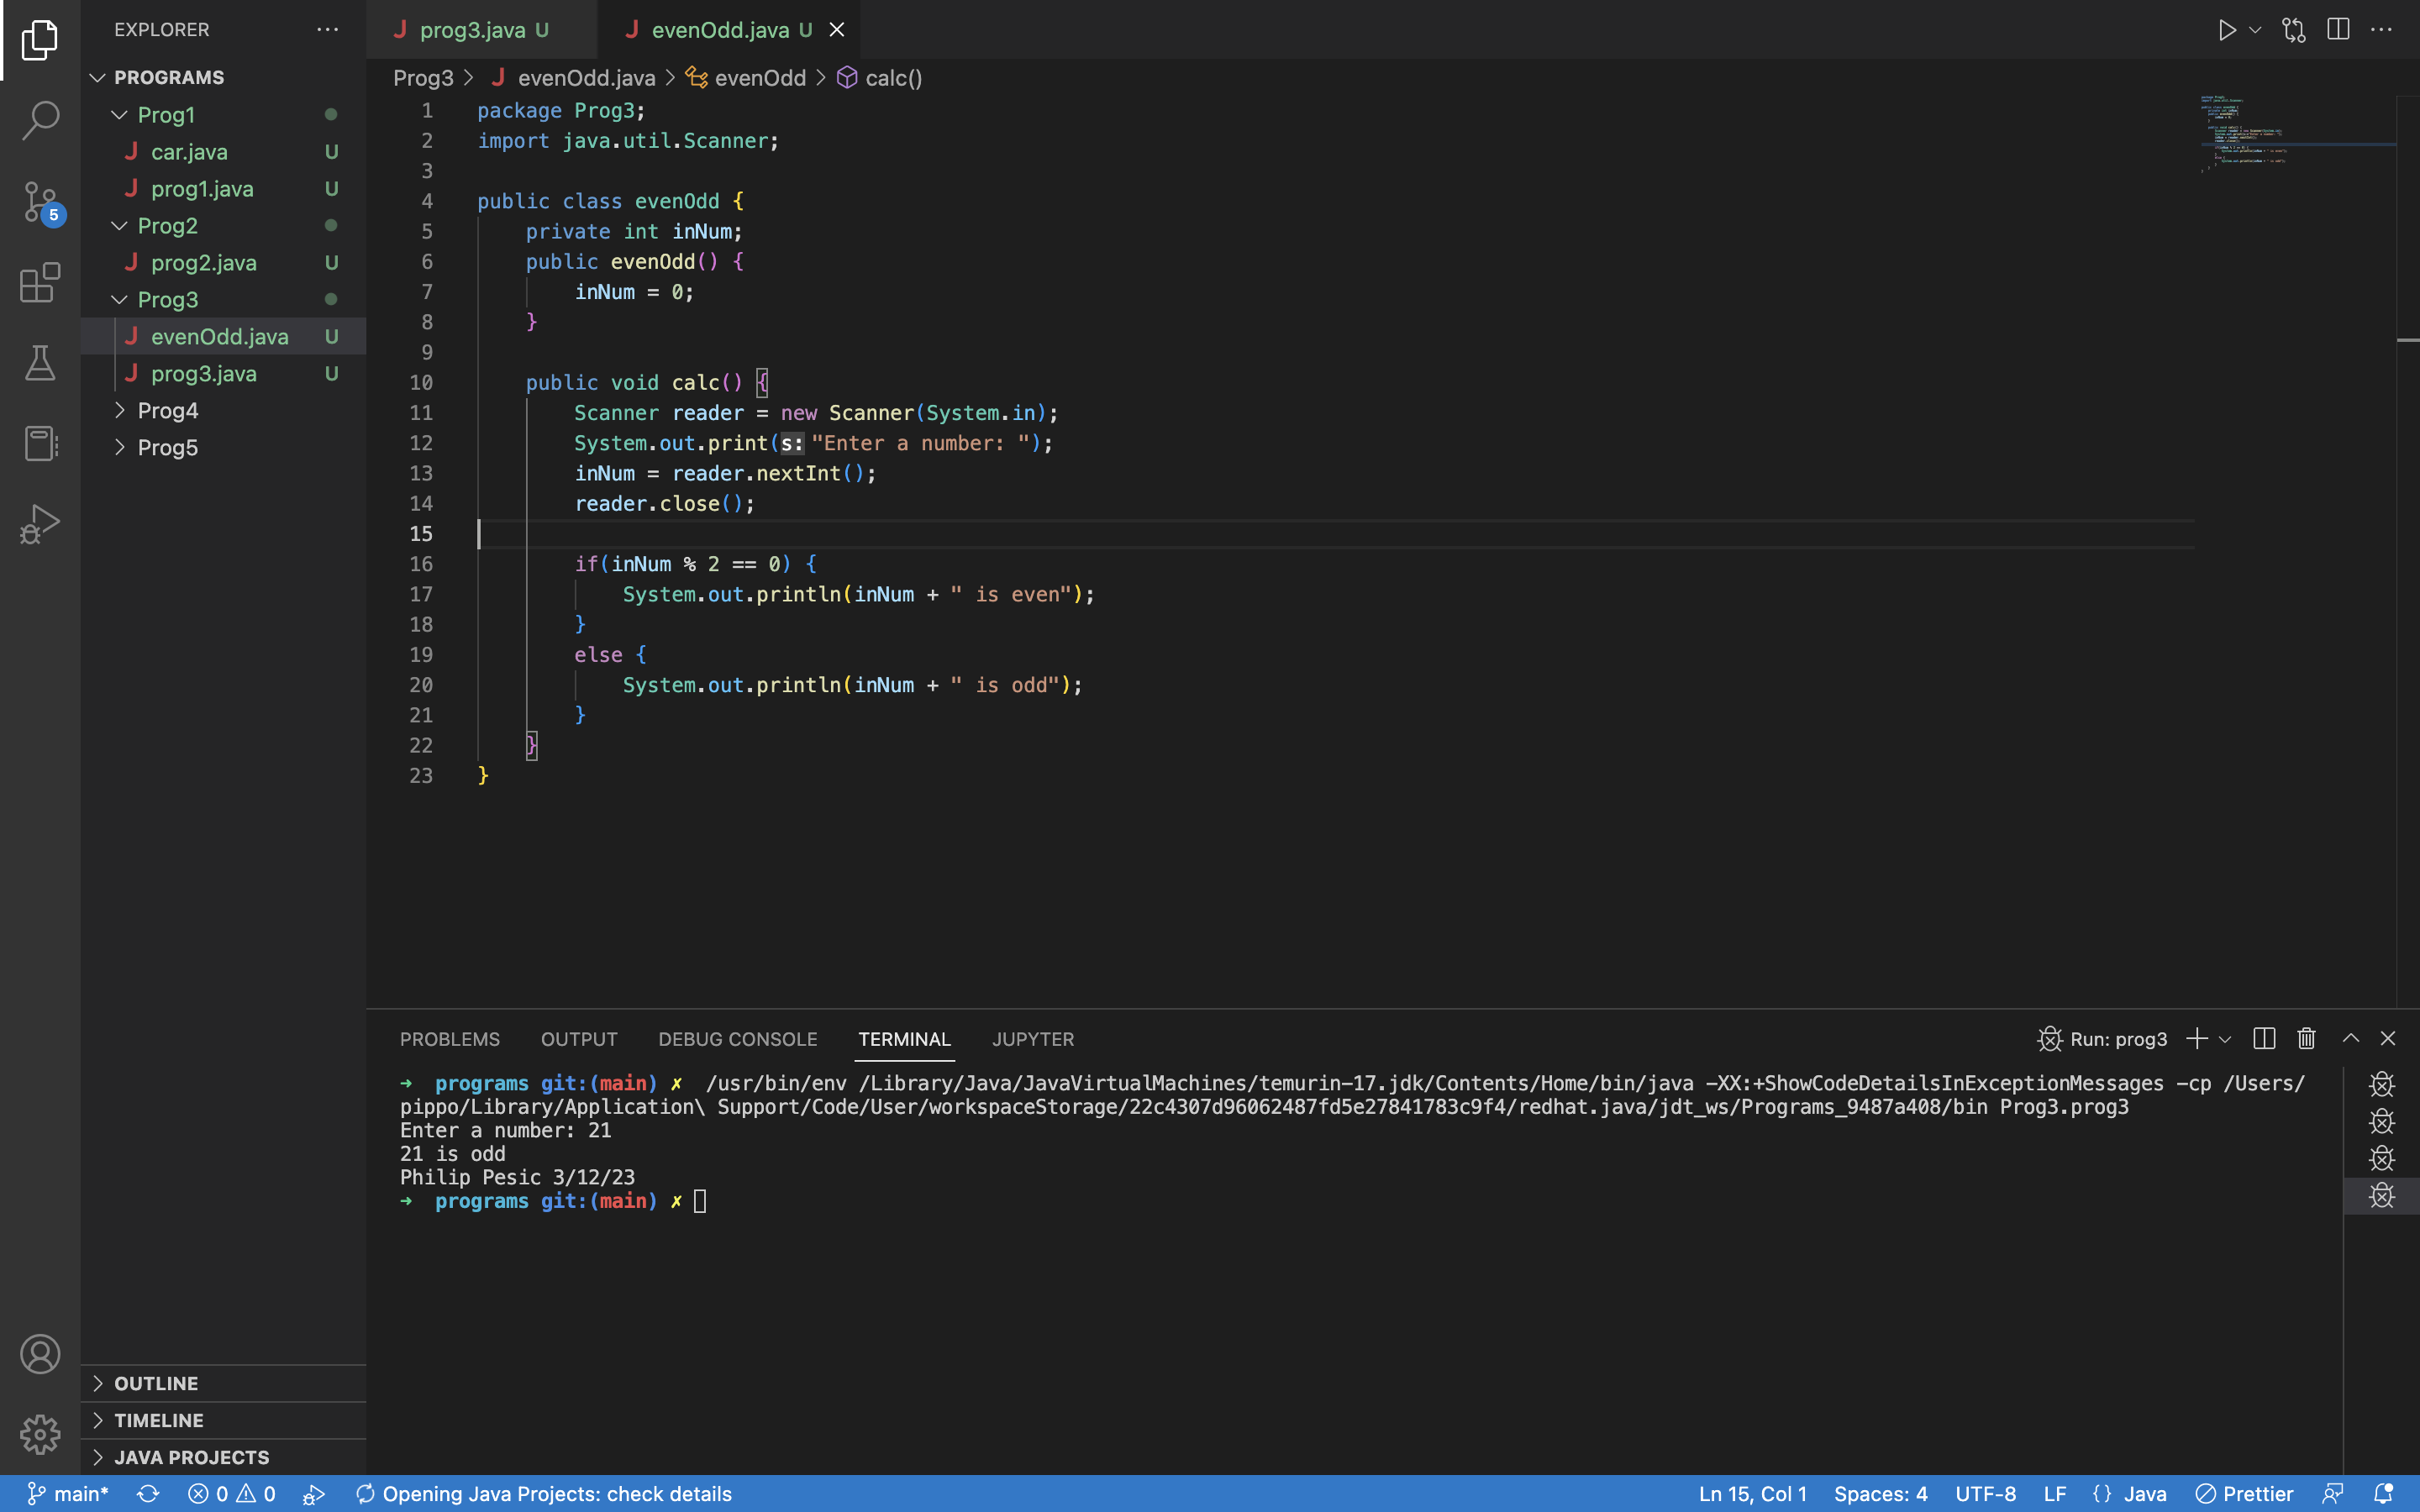 EXPLORER
PROGRAMS
Prog1
car.java U
prog1.java U
Prog2
prog2.java U
Prog3
evenOdd.java U
prog3.java U
Prog4
Prog5
OUTLINE
TIMELINE
JAVA PROJECTS
5
prog3.java U
evenOdd.java U
Prog3 > evenOdd.java > evenOdd > calc()
1 package Prog3;
2 import java.util.Scanner;
3
4 public class evenOdd {
5 private int inNum;
6 public evenOdd() {
7 inNum = 0;
8 }
9
10 public void calc() {
11 Scanner reader = new Scanner(System.in);
12 System.out.print(s:"Enter a number: ");
13 inNum = reader.nextInt();
14 reader.close();
15
16 if(inNum % 2 == 0) {
17 System.out.println(inNum + " is even");
18 }
19 else {
20 System.out.println(inNum + " is odd");
21 }
22 }
23 }
PROBLEMS OUTPUT DEBUG CONSOLE TERMINAL JUPYTER
Run: prog3
➜ programs git:(main) ✗ /usr/bin/env /Library/Java/JavaVirtualMachines/temurin-17.jdk/Contents/Home/bin/java -XX:+ShowCodeDetailsInExceptionMessages -cp /Users/
pippo/Library/Application\ Support/Code/User/workspaceStorage/22c4307d96062487fd5e27841783c9f4/redhat.java/jdt_ws/Programs_9487a408/bin Prog3.prog3
Enter a number: 21
21 is odd
Philip Pesic 3/12/23
➜ programs git:(main) ✗
main* 0 0 Opening Java Projects: check details
Ln 15, Col 1 Spaces: 4 UTF-8 LF {} Java Prettier